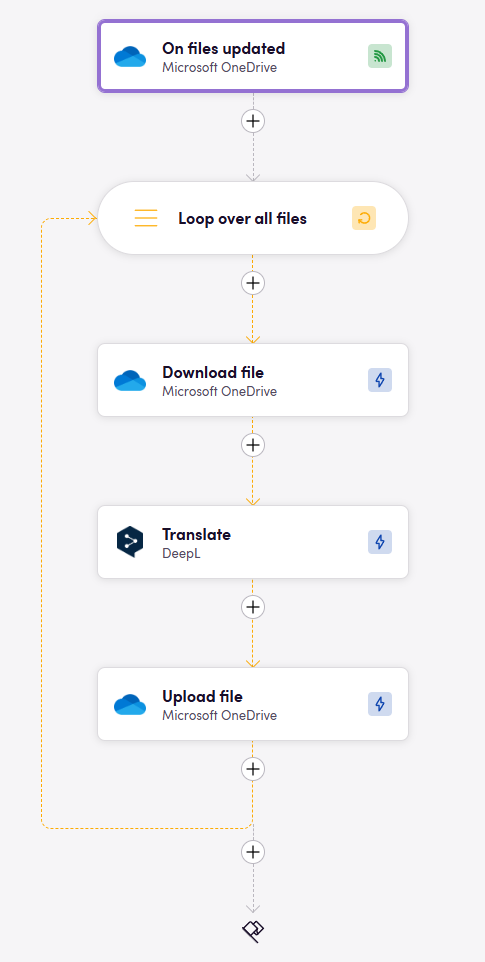 On files updated
Microsoft OneDrive
Loop over all files
Download file
Microsoft OneDrive
Translate
DeepL
Upload file
Microsoft OneDrive